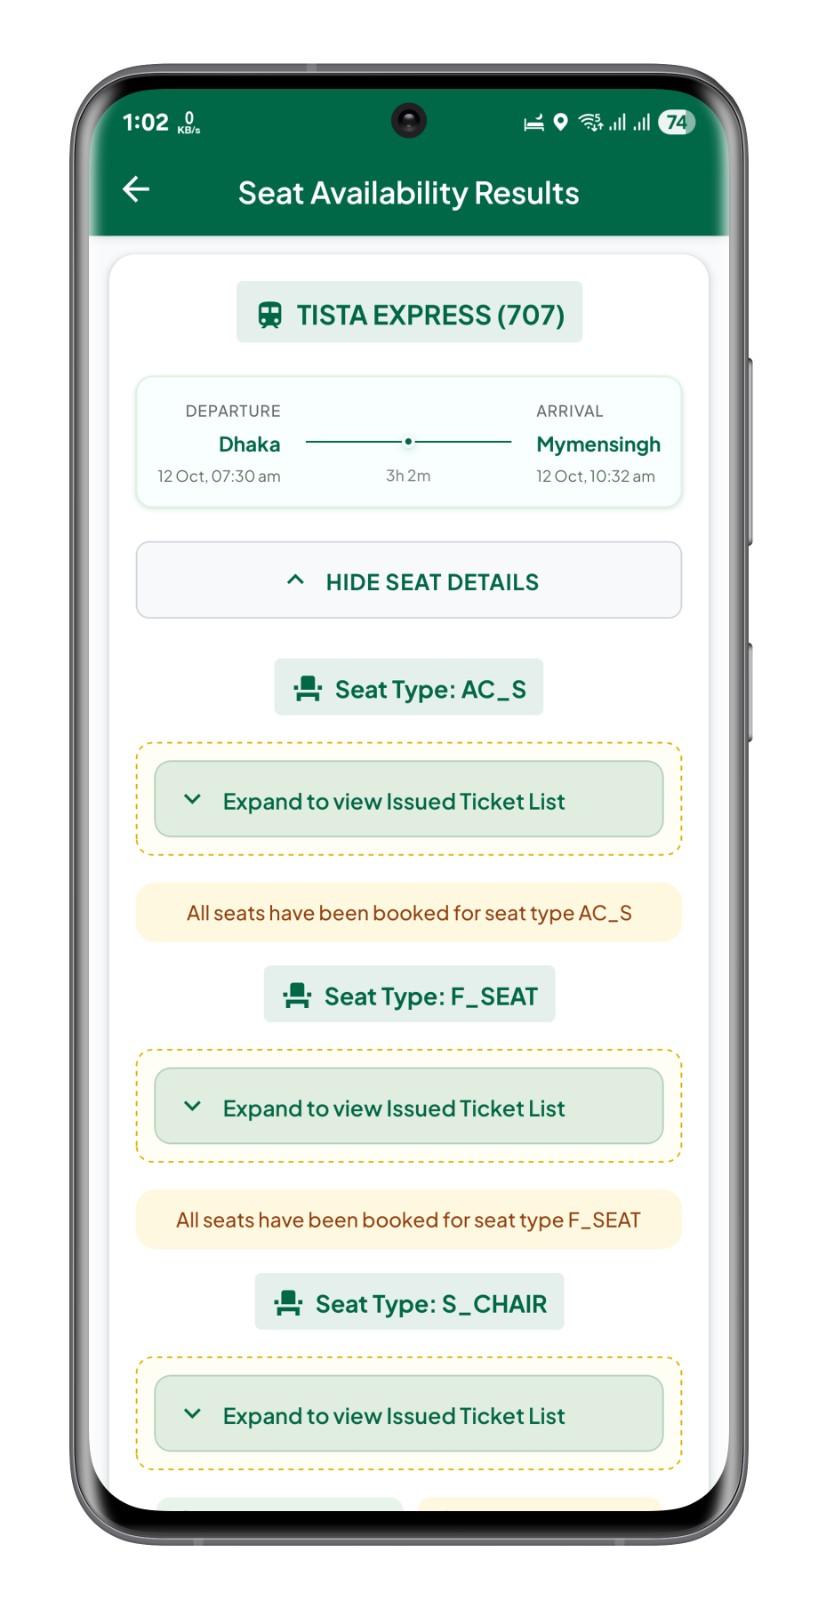 1:02 0 KB/s 5 74
Seat Availability Results
TISTA EXPRESS (707)
DEPARTURE ARRIVAL
Dhaka Mymensingh
12 Oct, 07:30 am 3h 2m 12 Oct, 10:32 am
HIDE SEAT DETAILS
Seat Type: AC_S
Expand to view Issued Ticket List
All seats have been booked for seat type AC_S
Seat Type: F_SEAT
Expand to view Issued Ticket List
All seats have been booked for seat type F_SEAT
Seat Type: S_CHAIR
Expand to view Issued Ticket List